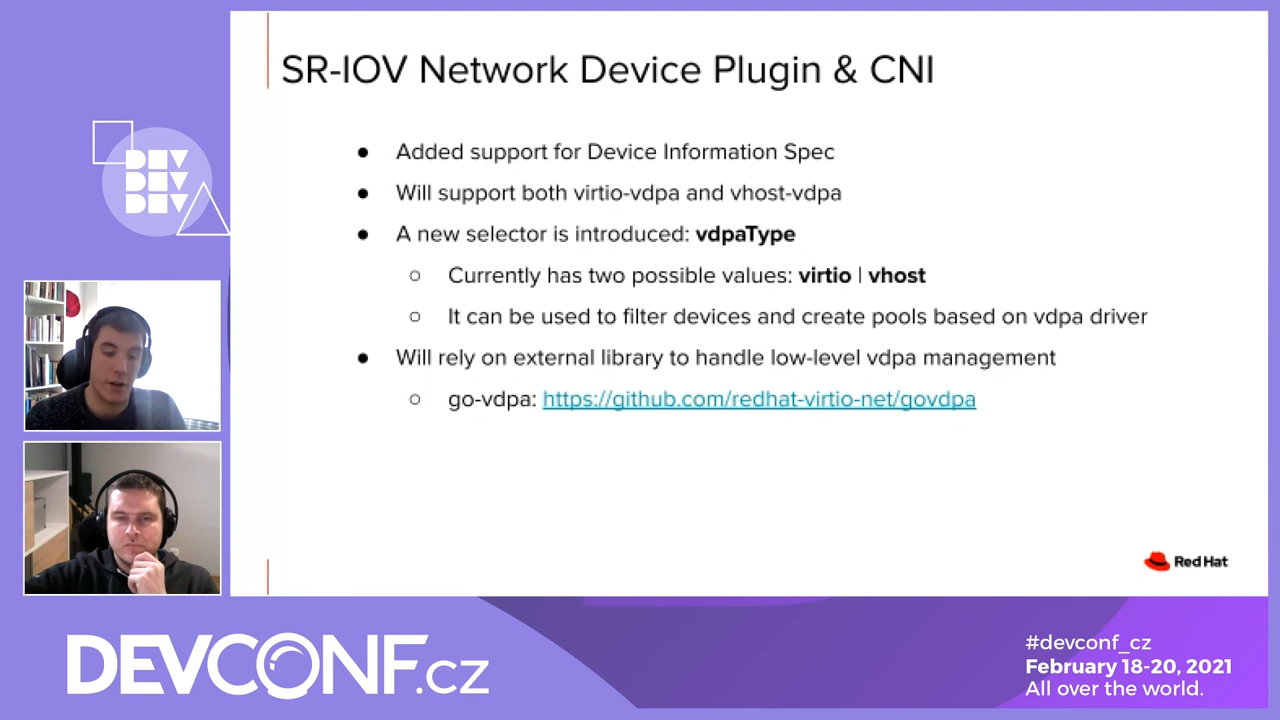 SR-IOV Network Device Plugin & CNI
● Added support for Device Information Spec
● Will support both virtio-vdpa and vhost-vdpa
● A new selector is introduced: vdpaType
○ Currently has two possible values: virtio | vhost
○ It can be used to filter devices and create pools based on vdpa driver
● Will rely on external library to handle low-level vdpa management
○ go-vdpa: https://github.com/redhat-virtio-net/govdpa
Red Hat
DEV
DEV
DEV
DEVCONF.cz
#devconf_cz
February 18-20, 2021
All over the world.